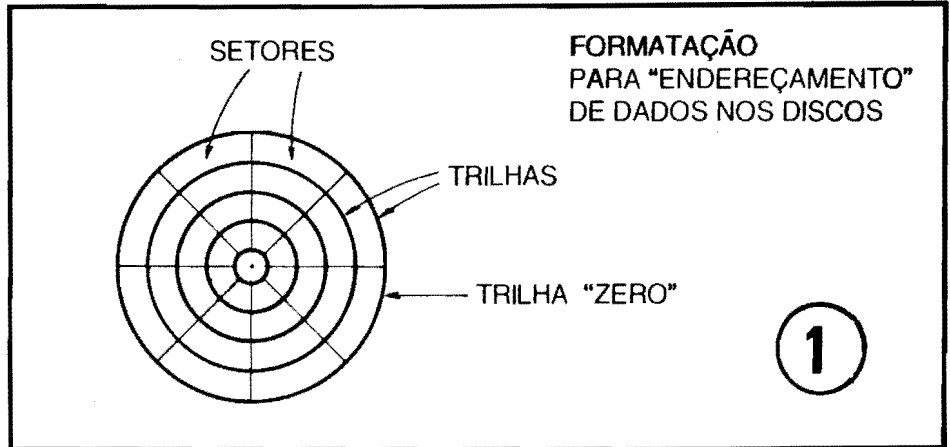 SETORES
FORMATAÇÃO
PARA "ENDEREÇAMENTO"
DE DADOS NOS DISCOS
TRILHAS
TRILHA "ZERO"
1